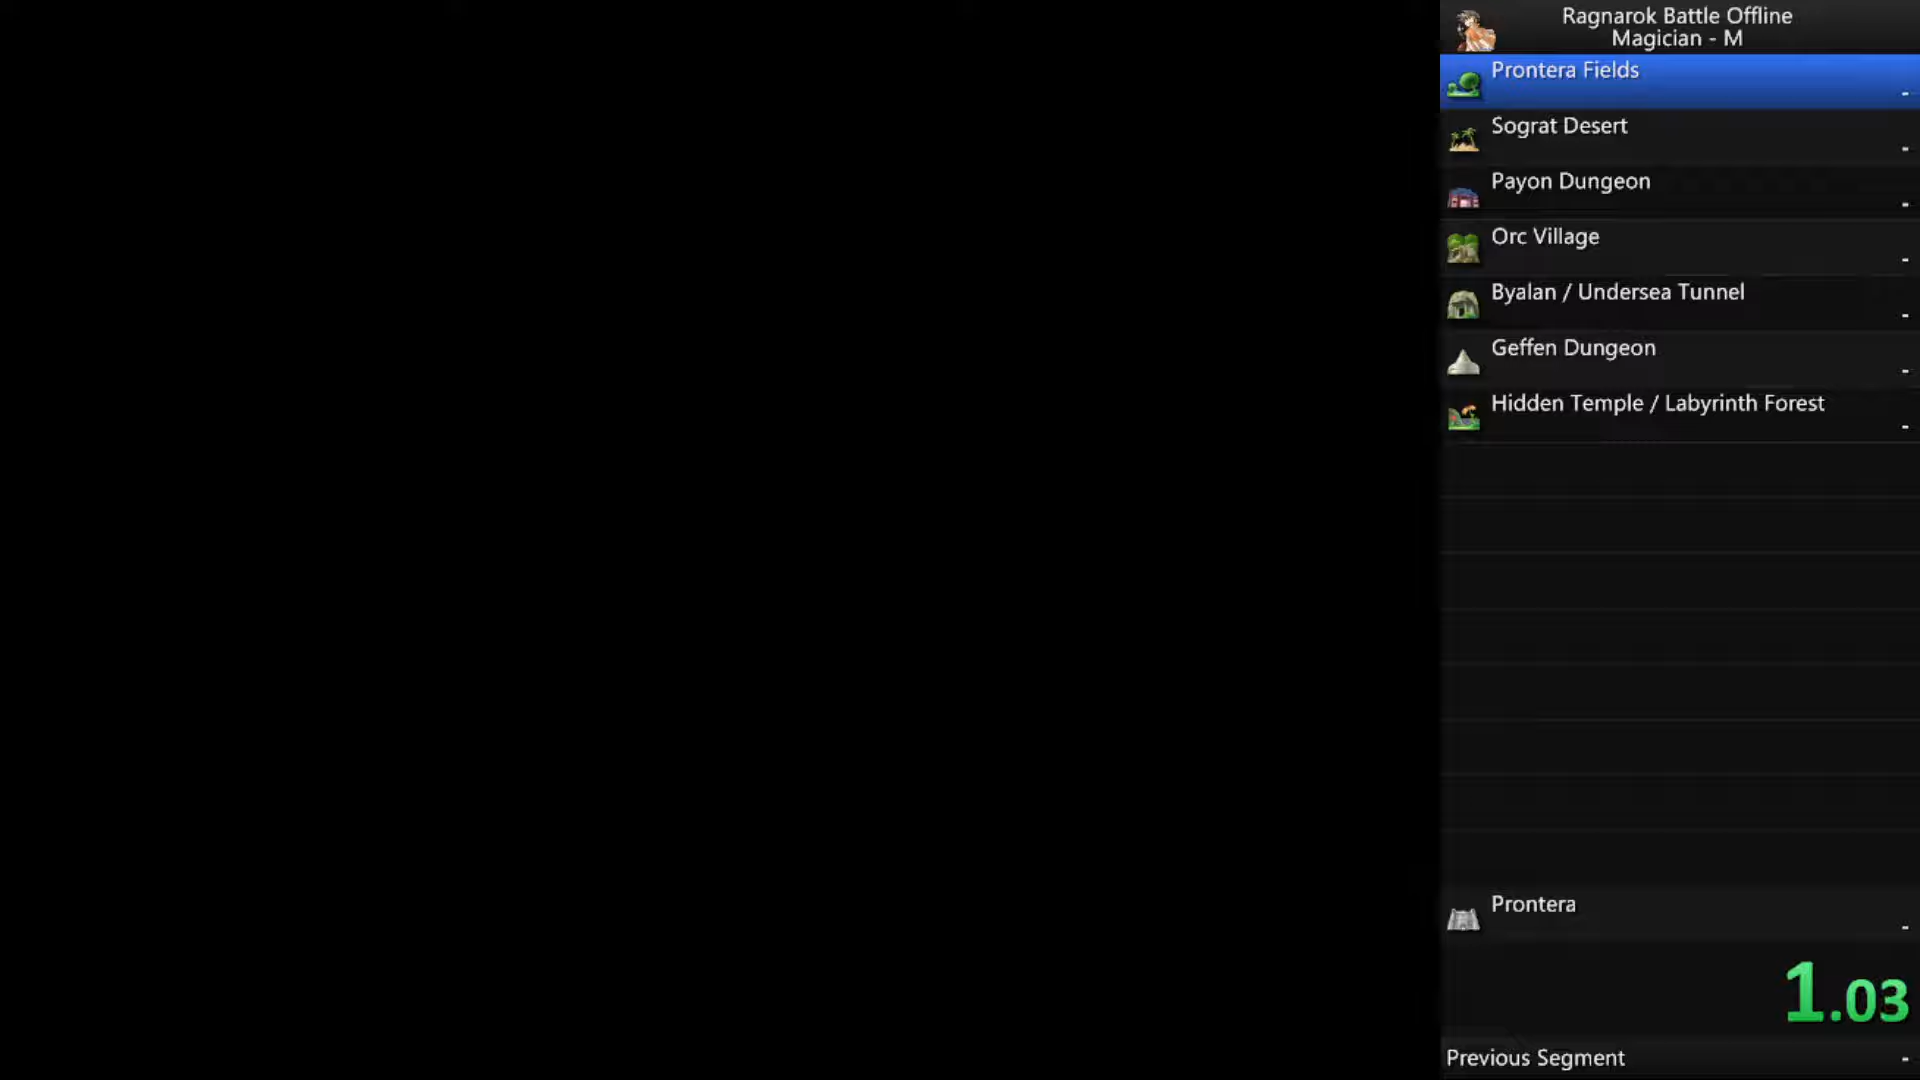 Ragnarok Battle Offline
Magician - M
Prontera Fields
-
Sograt Desert
-
Payon Dungeon
-
Orc Village
-
Byalan / Undersea Tunnel
-
Geffen Dungeon
-
Hidden Temple / Labyrinth Forest
-
Prontera
-
1.03
Previous Segment -